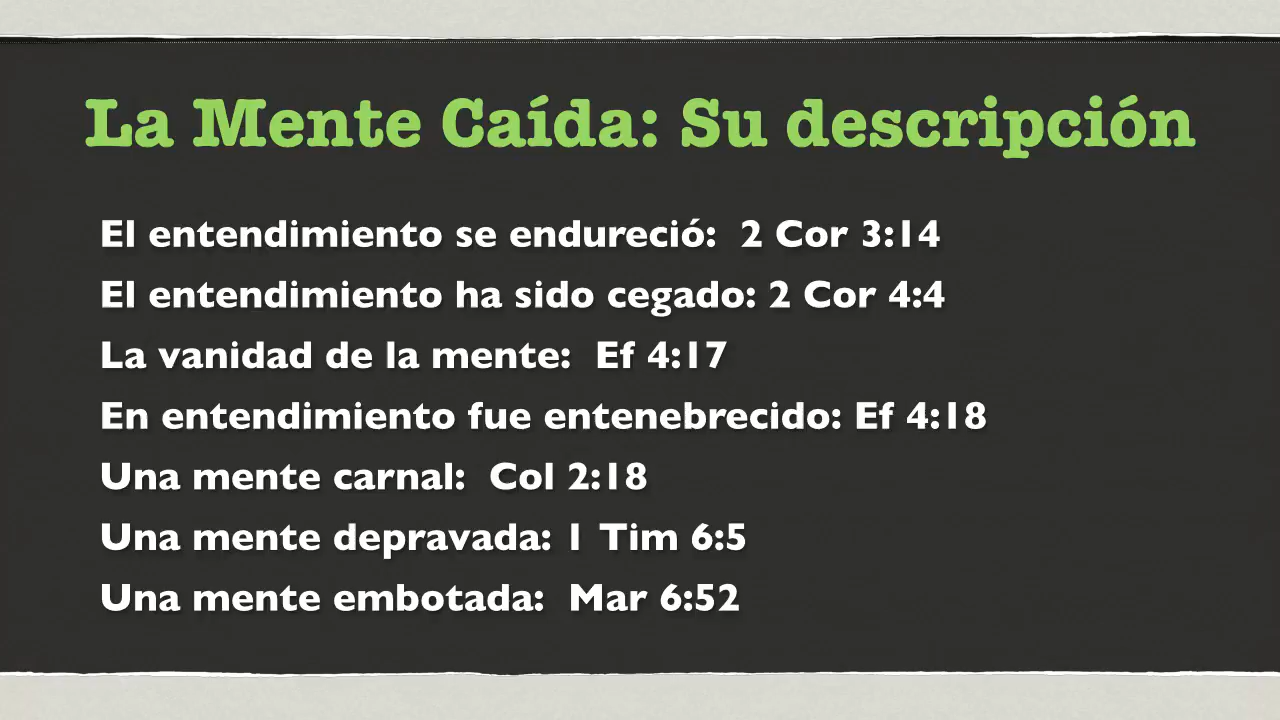 La Mente Caída: Su descripción
El entendimiento se endureció: 2 Cor 3:14
El entendimiento ha sido cegado: 2 Cor 4:4
La vanidad de la mente: Ef 4:17
En entendimiento fue entenebrecido: Ef 4:18
Una mente carnal: Col 2:18
Una mente depravada: 1 Tim 6:5
Una mente embotada: Mar 6:52